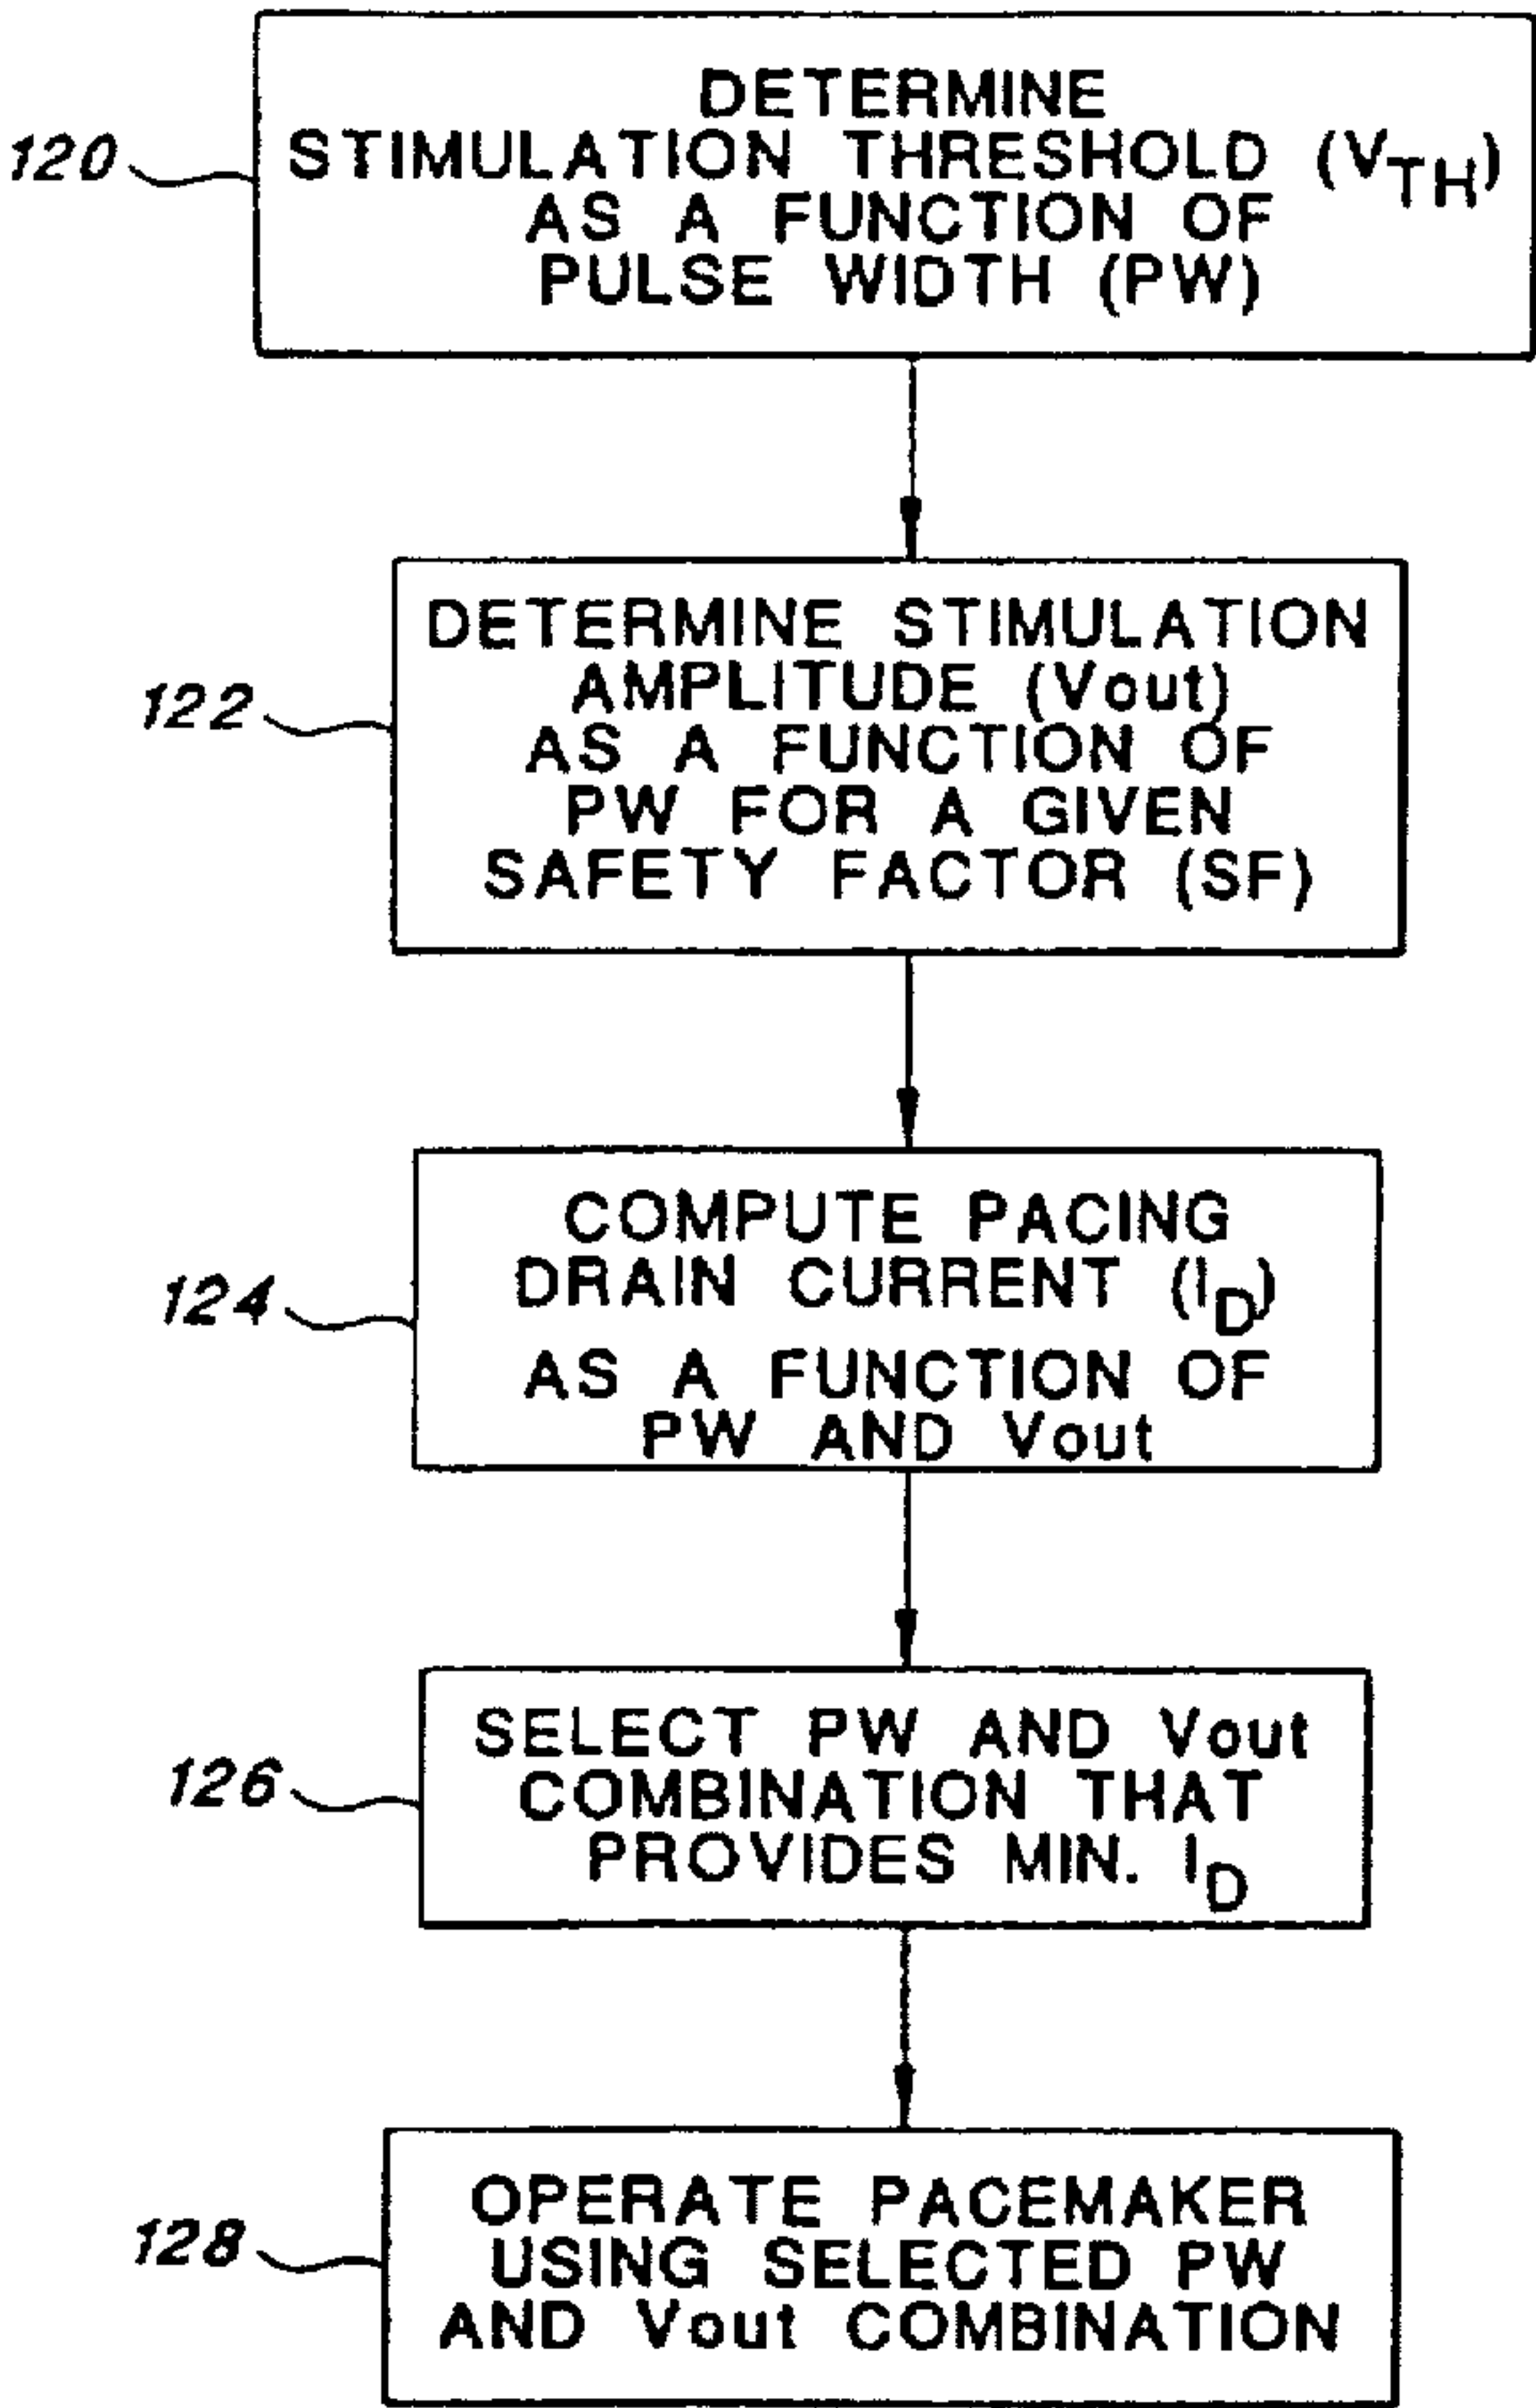 DETERMINE
120 STIMULATION THRESHOLD (VTH)
AS A FUNCTION OF
PULSE WIDTH (PW)
DETERMINE STIMULATION
122 AMPLITUDE (Vout)
AS A FUNCTION OF
PW FOR A GIVEN
SAFETY FACTOR (SF)
COMPUTE PACING
124 DRAIN CURRENT (ID)
AS A FUNCTION OF
PW AND Vout
SELECT PW AND Vout
126 COMBINATION THAT
PROVIDES MIN. ID
OPERATE PACEMAKER
128 USING SELECTED PW
AND Vout COMBINATION